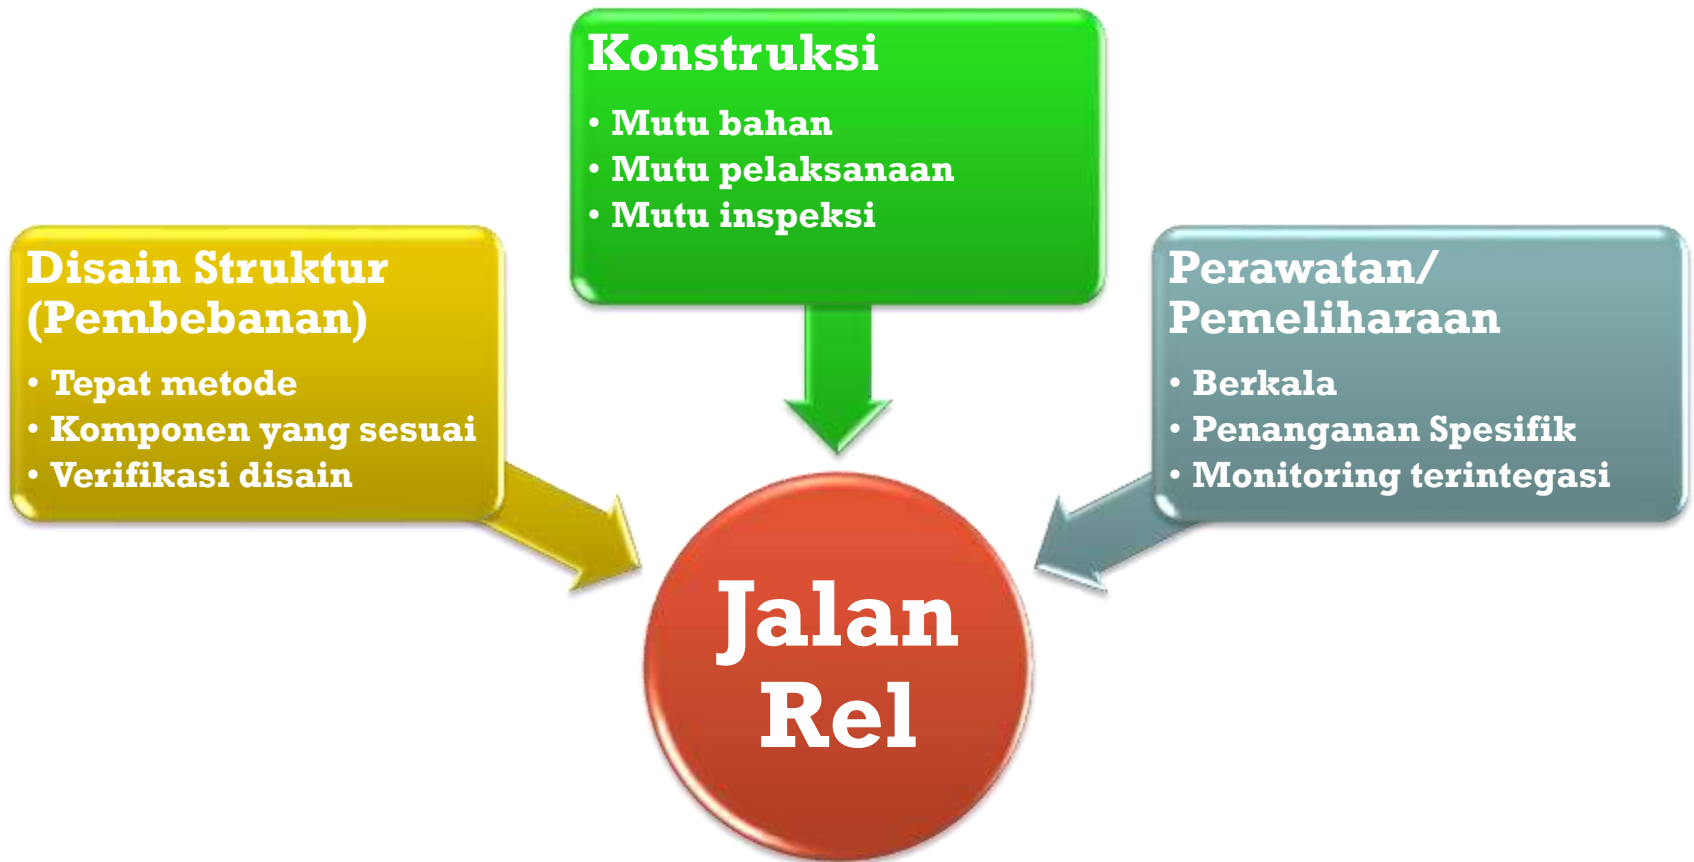 Konstruksi
• Mutu bahan
• Mutu pelaksanaan
• Mutu inspeksi
Disain Struktur
(Pembebanan)
• Tepat metode
• Komponen yang sesuai
• Verifikasi disain
Perawatan/
Pemeliharaan
• Berkala
• Penanganan Spesifik
• Monitoring terintegasi
Jalan
Rel